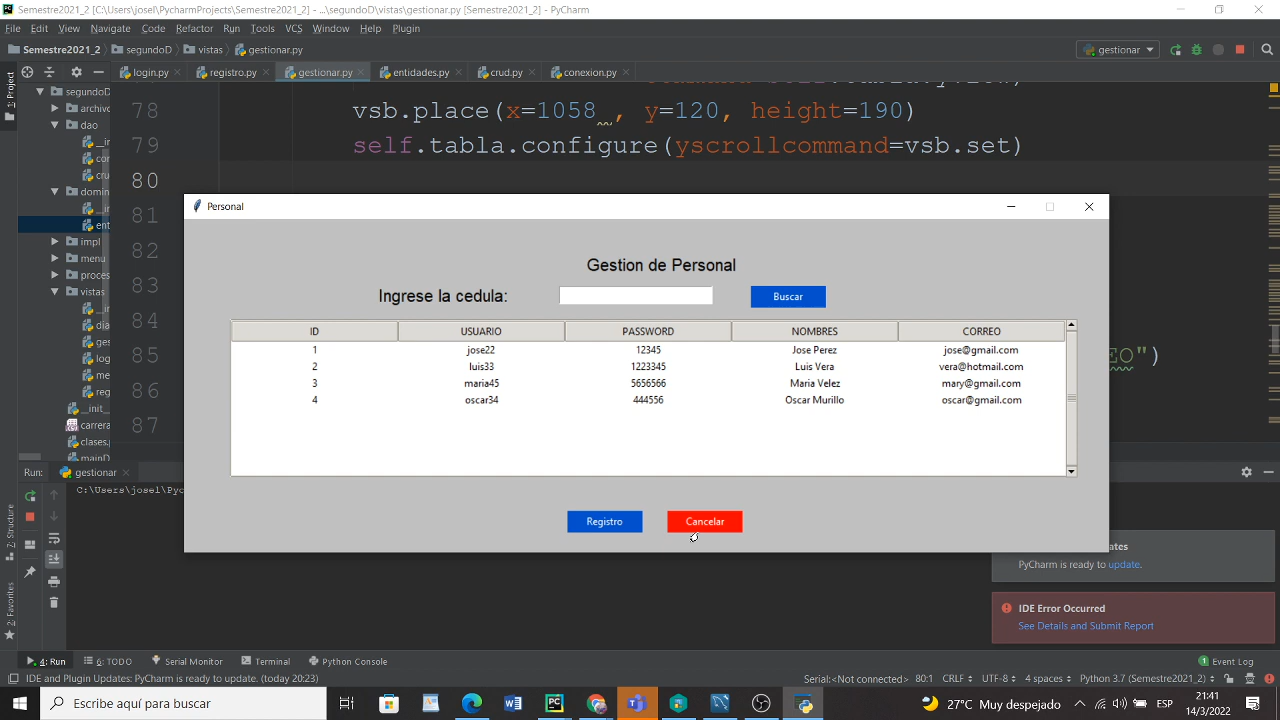 Semestre2021_2 [C:\Users\josel\PycharmProjects\Semestre2021_2] - ...\segundoD\vistas\gestionar.py [Semestre2021_2] - PyCharm
File Edit View Navigate Code Refactor Run Tools VCS Window Help Plugin
Semestre2021_2 segundoD vistas gestionar.py gestionar
1: Project
login.py registro.py gestionar.py entidades.py crud.py conexion.py
segundoD
archivo
dao
domin
ent
impl
menu
proces
vistas
carrera
clases.
78 vsb.place(x=1058 , y=120, height=190)
79 self.tabla.configure(yscrollcommand=vsb.set)
80
81
82
83
84
85 EO")
86
87
Personal
Gestion de Personal
Ingrese la cedula: Buscar
ID USUARIO PASSWORD NOMBRES CORREO
1 jose22 12345 Jose Perez jose@gmail.com
2 luis33 1223345 Luis Vera vera@hotmail.com
3 maria45 5656566 Maria Velez mary@gmail.com
4 oscar34 444556 Oscar Murillo oscar@gmail.com
Registro Cancelar
Run: gestionar
C:\Users\josel\Pyc
Z: Structure
2: Favorites
ates
PyCharm is ready to update.
IDE Error Occurred
See Details and Submit Report
4: Run 6: TODO Serial Monitor Terminal Python Console 1 Event Log
IDE and Plugin Updates: PyCharm is ready to update. (today 20:23) Serial:<Not connected> 80:1 CRLF UTF-8 4 spaces Python 3.7 (Semestre2021_2)
Escribe aquí para buscar
27°C Muy despejado ESP 21:41
14/3/2022